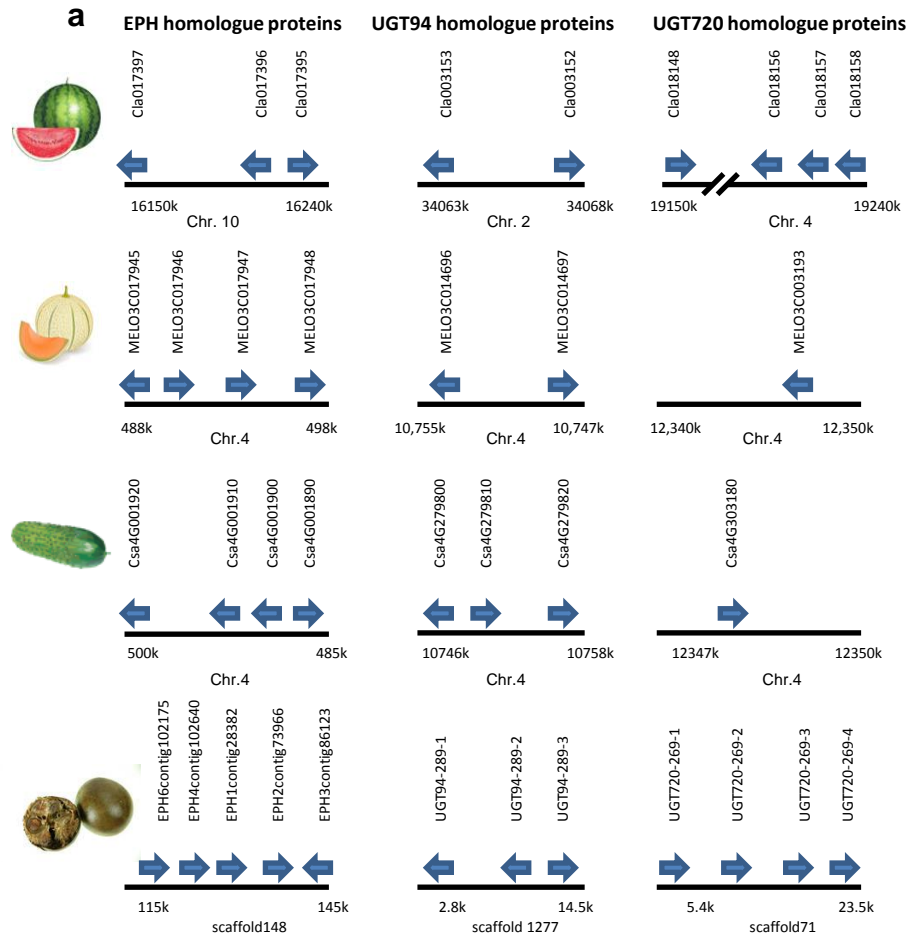 a
EPH homologue proteins
UGT94 homologue proteins
UGT720 homologue proteins
Cla017397
Cla017396
Cla017395
Cla003153
Cla003152
Cla018148
Cla018156
Cla018157
Cla018158
16150k
16240k
Chr. 10
34063k
34068k
Chr. 2
19150k
19240k
Chr. 4
MELO3C017945
MELO3C017946
MELO3C017947
MELO3C017948
MELO3C014696
MELO3C014697
MELO3C003193
488k
498k
Chr.4
10,755k
10,747k
Chr.4
12,340k
12,350k
Chr.4
Csa4G001920
Csa4G001910
Csa4G001900
Csa4G001890
Csa4G279800
Csa4G279810
Csa4G279820
Csa4G303180
500k
485k
Chr.4
10746k
10758k
Chr.4
12347k
12350k
Chr.4
EPH6contig102175
EPH4contig102640
EPH1contig28382
EPH2contig73966
EPH3contig86123
UGT94-289-1
UGT94-289-2
UGT94-289-3
UGT720-269-1
UGT720-269-2
UGT720-269-3
UGT720-269-4
115k
145k
scaffold148
2.8k
14.5k
scaffold 1277
5.4k
23.5k
scaffold71